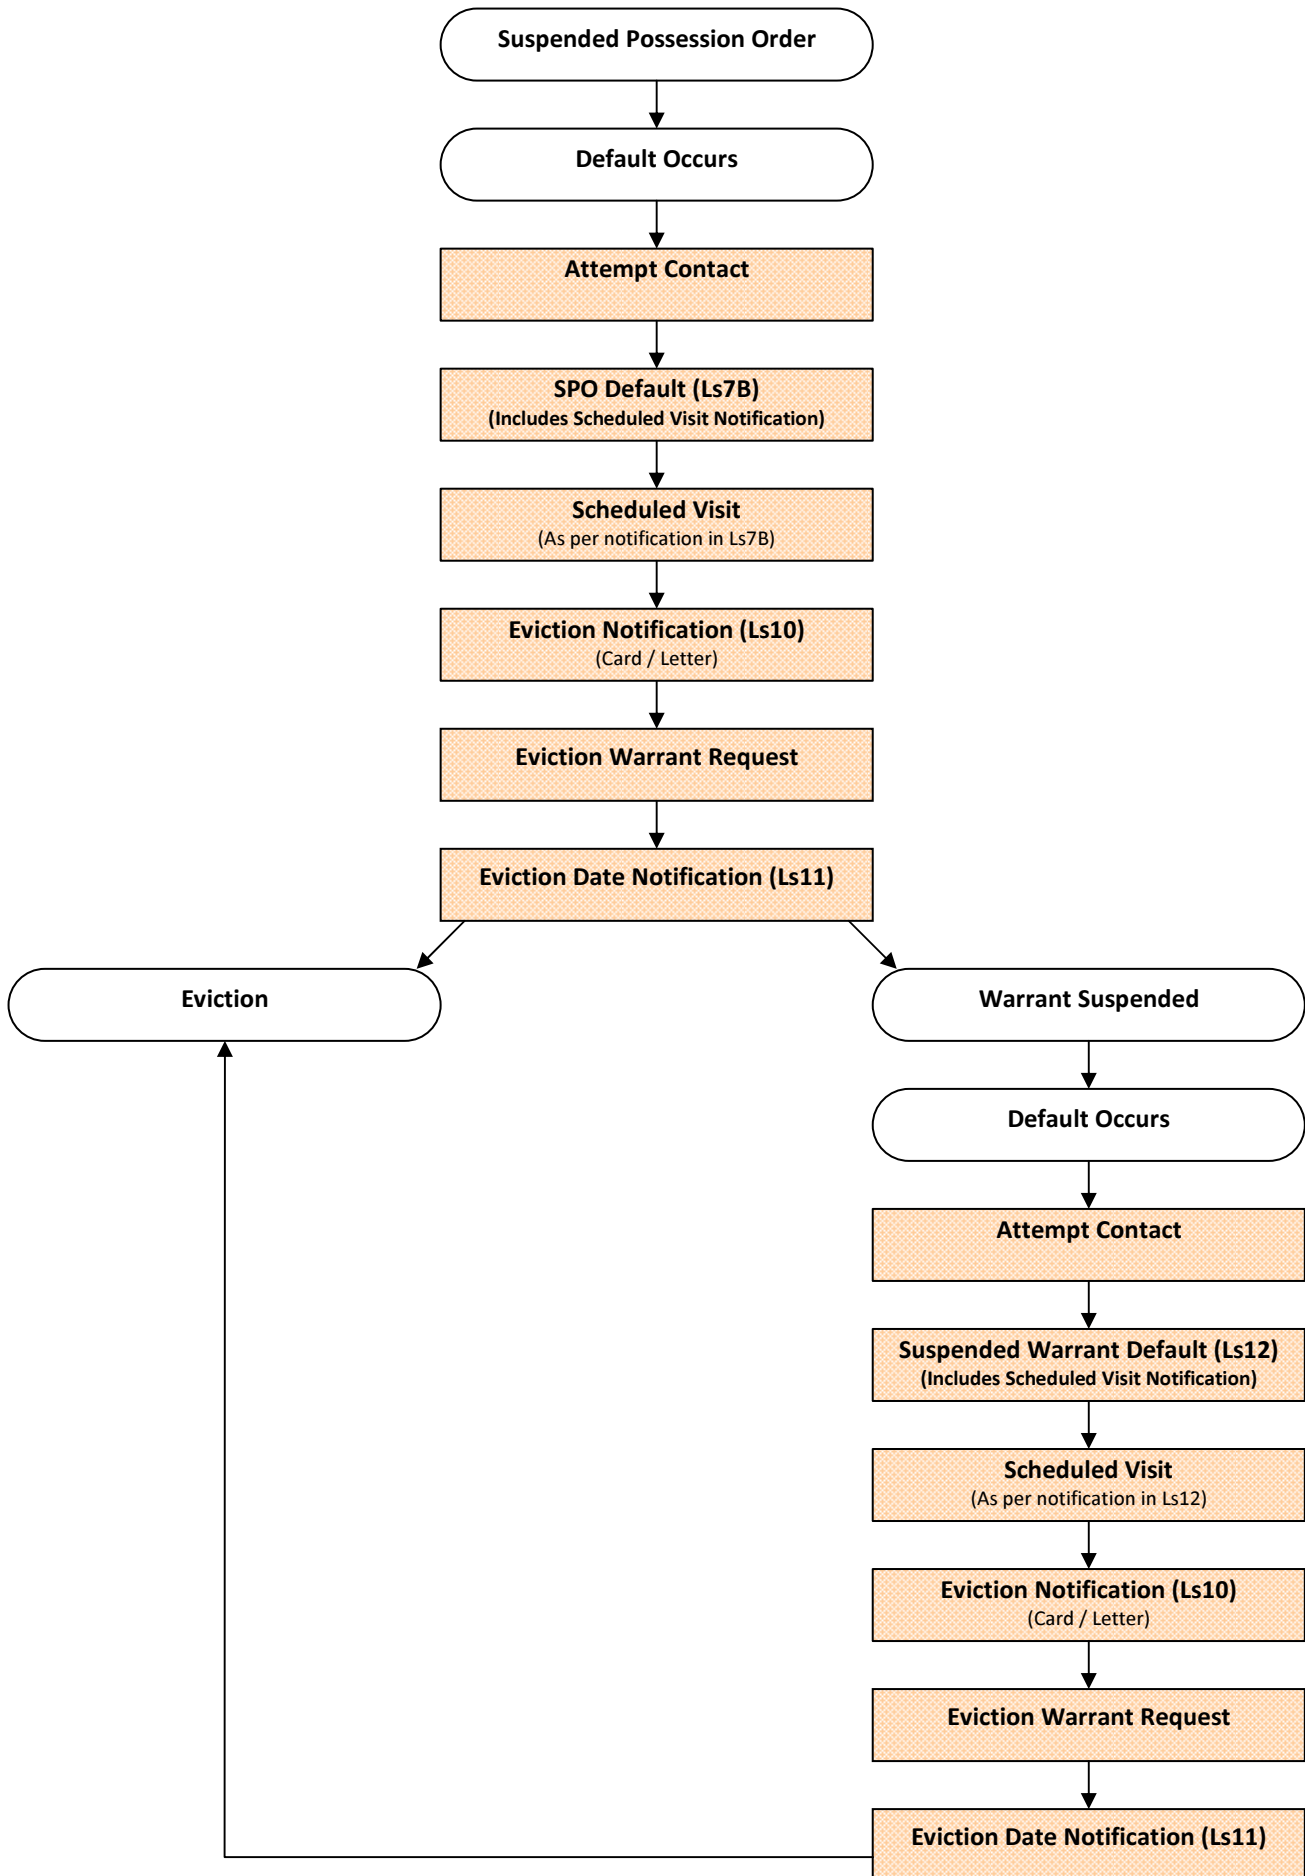 Suspended Possession Order
Default Occurs
Attempt Contact
SPO Default (Ls7B)
(Includes Scheduled Visit Notification)
Scheduled Visit
(As per notification in Ls7B)
Eviction Notification (Ls10)
(Card / Letter)
Eviction Warrant Request
Eviction Date Notification (Ls11)
Eviction
Warrant Suspended
Default Occurs
Attempt Contact
Suspended Warrant Default (Ls12)
(Includes Scheduled Visit Notification)
Scheduled Visit
(As per notification in Ls12)
Eviction Notification (Ls10)
(Card / Letter)
Eviction Warrant Request
Eviction Date Notification (Ls11)